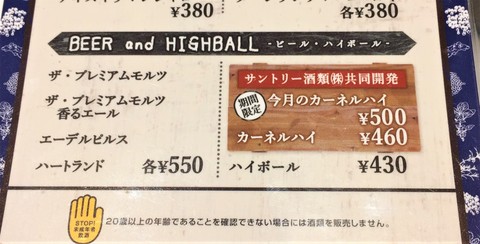 ¥380
各¥380
BEER and HIGHBALL -ビール・ハイボール-
ザ・プレミアムモルツ
ザ・プレミアムモルツ
香るエール
エーデルピルス
ハートランド 各¥550
サントリー酒類(株)共同開発
期間限定
今月のカーネルハイ
¥500
カーネルハイ ¥460
ハイボール ¥430
STOP!
未成年者
飲酒
20歳以上の年齢であることを確認できない場合には酒類を販売しません。